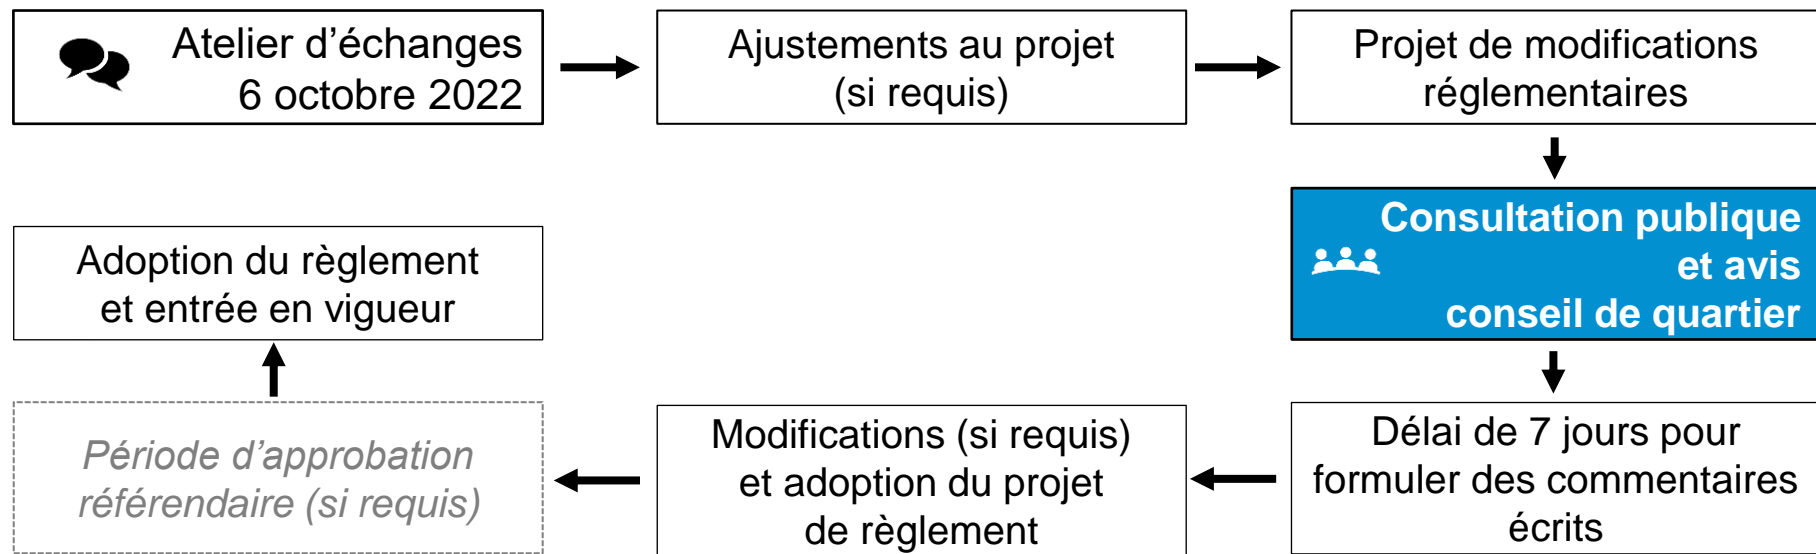 Atelier d’échanges
6 octobre 2022
Ajustements au projet
(si requis)
Projet de modifications
réglementaires
Consultation publique
et avis
conseil de quartier
Délai de 7 jours pour
formuler des commentaires
écrits
Modifications (si requis)
et adoption du projet
de règlement
Période d’approbation
référendaire (si requis)
Adoption du règlement
et entrée en vigueur